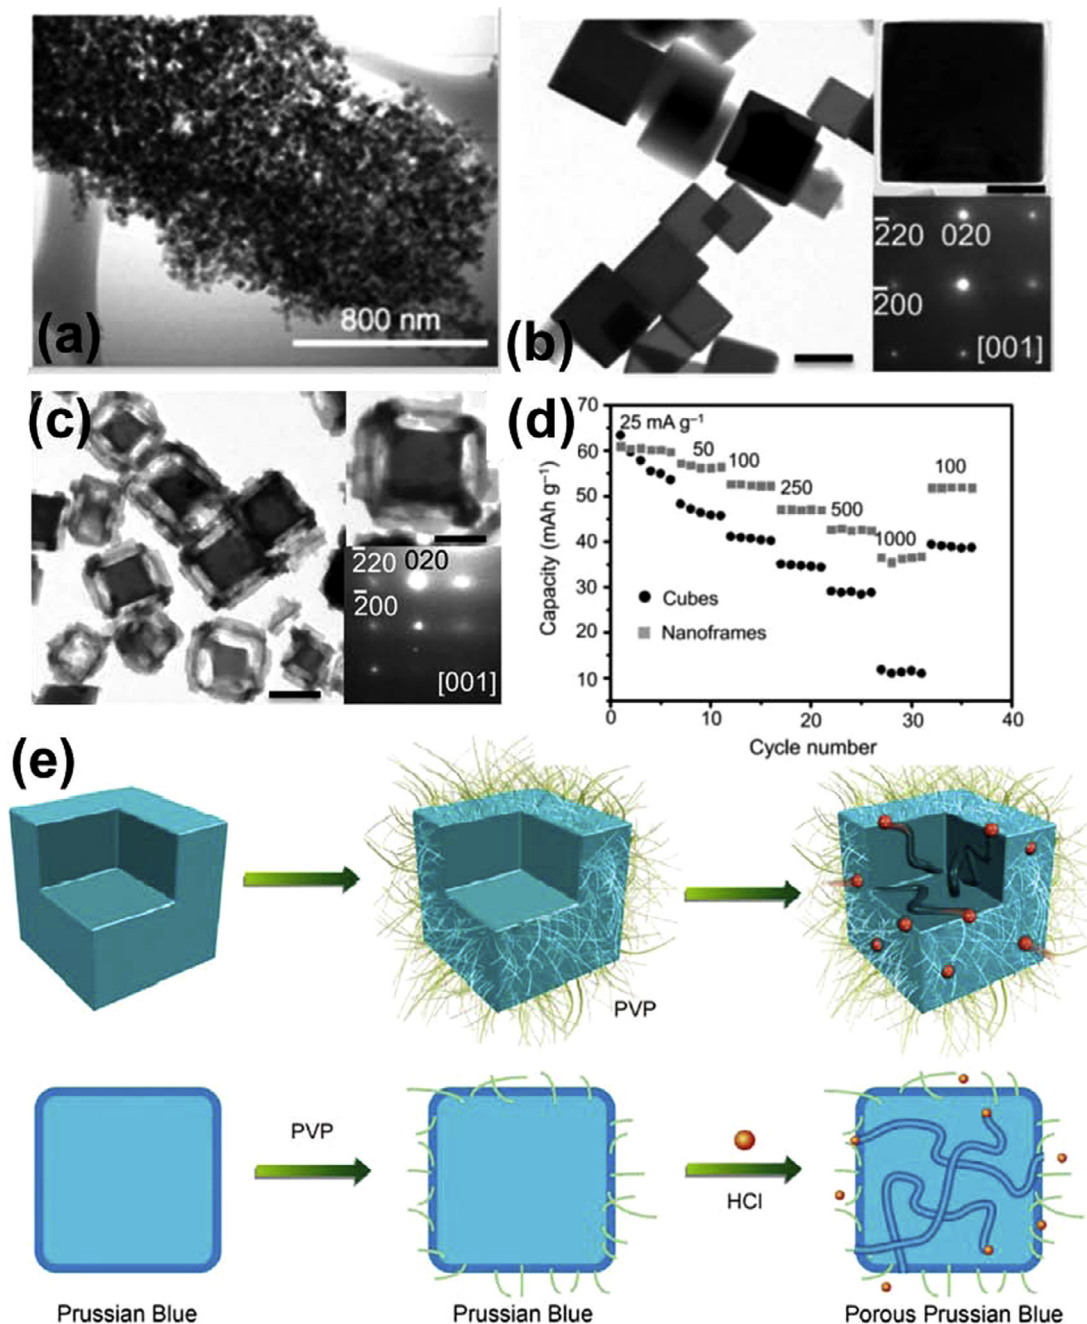 (a)
800 nm
(b)
2̅20 020
2̅00
[001]
(c)
2̅20 020
2̅00
[001]
(d)
70
60
50
40
30
20
10
0
10
20
30
40
Capacity (mAh g⁻¹)
Cycle number
25 mA g⁻¹
50
100
250
500
1000
100
Cubes
Nanoframes
(e)
PVP
PVP
HCl
Prussian Blue
Prussian Blue
Porous Prussian Blue